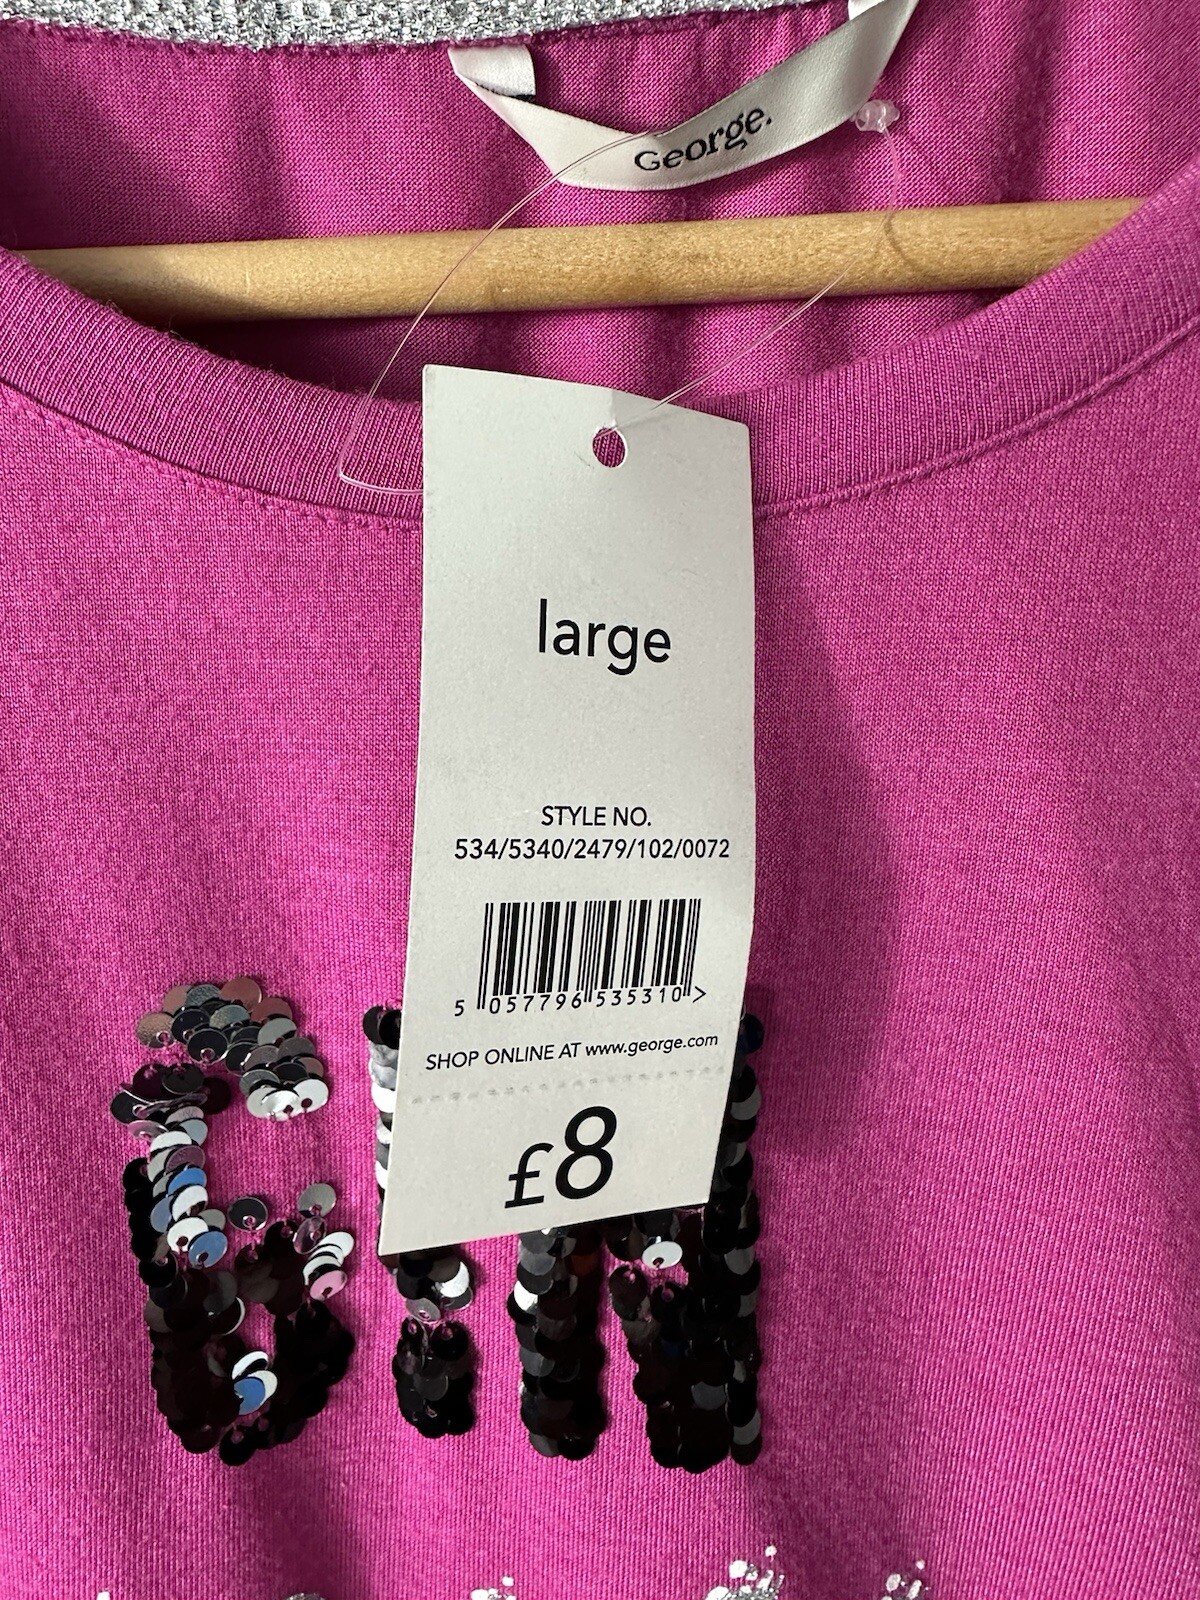 George.
large
STYLE NO.
534/5340/2479/102/0072
5 057796 535310 >
SHOP ONLINE AT www.george.com
£8
GIN